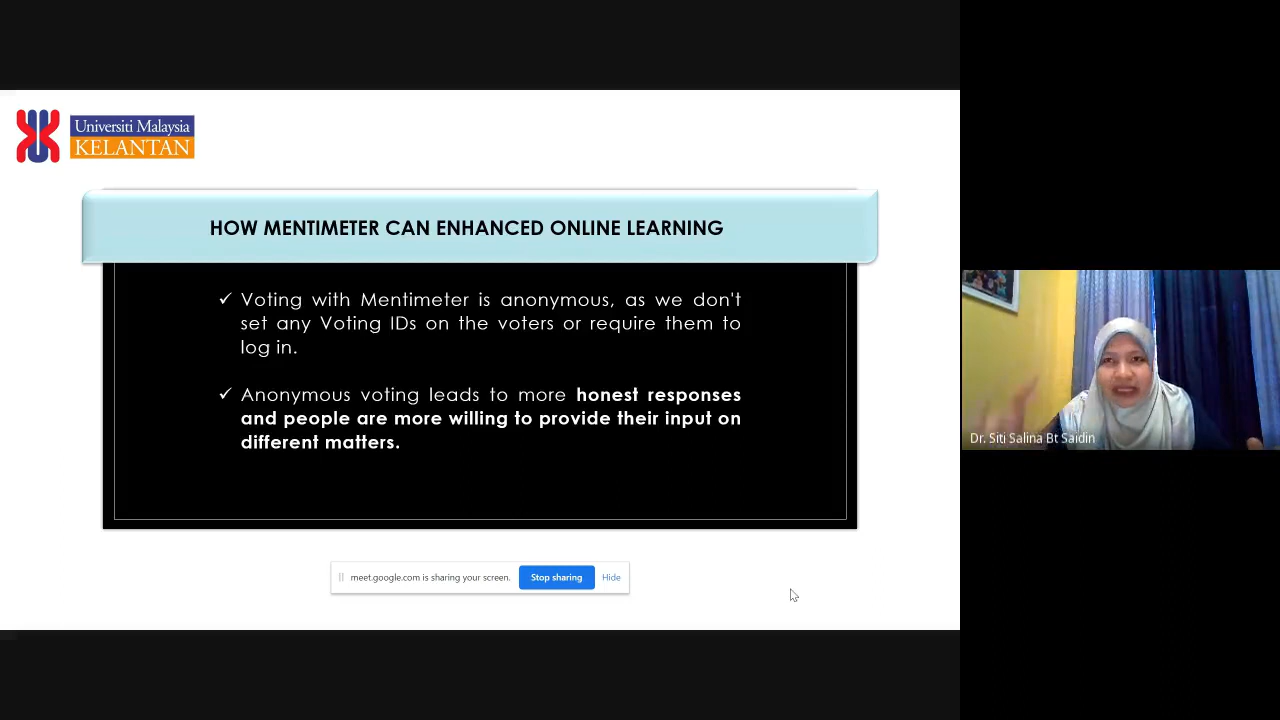 Universiti Malaysia
KELANTAN
HOW MENTIMETER CAN ENHANCED ONLINE LEARNING
✓ Voting with Mentimeter is anonymous, as we don't
set any Voting IDs on the voters or require them to
log in.
✓ Anonymous voting leads to more honest responses
and people are more willing to provide their input on
different matters.
meet.google.com is sharing your screen. Stop sharing Hide
Dr. Siti Salina Bt Saidin